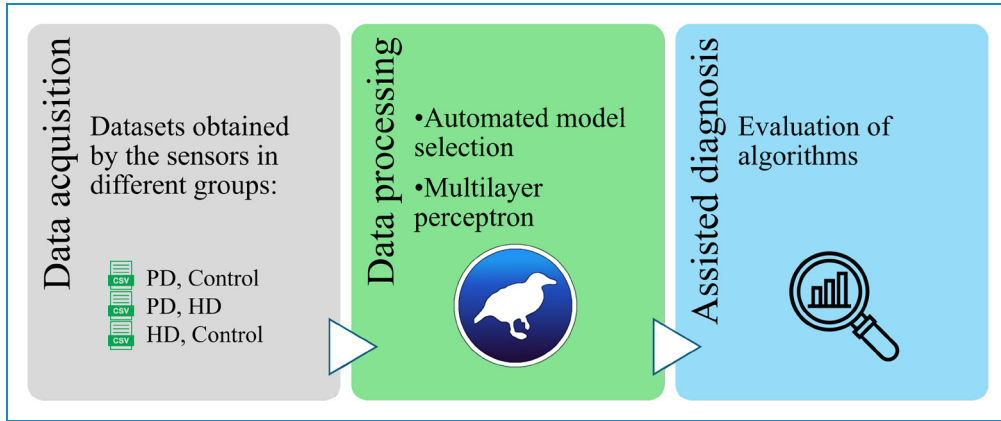 Data acquisition
Datasets obtained
by the sensors in
different groups:
CSV PD, Control
CSV PD, HD
CSV HD, Control
Data processing
•Automated model
selection
•Multilayer
perceptron
Assisted diagnosis
Evaluation of
algorithms